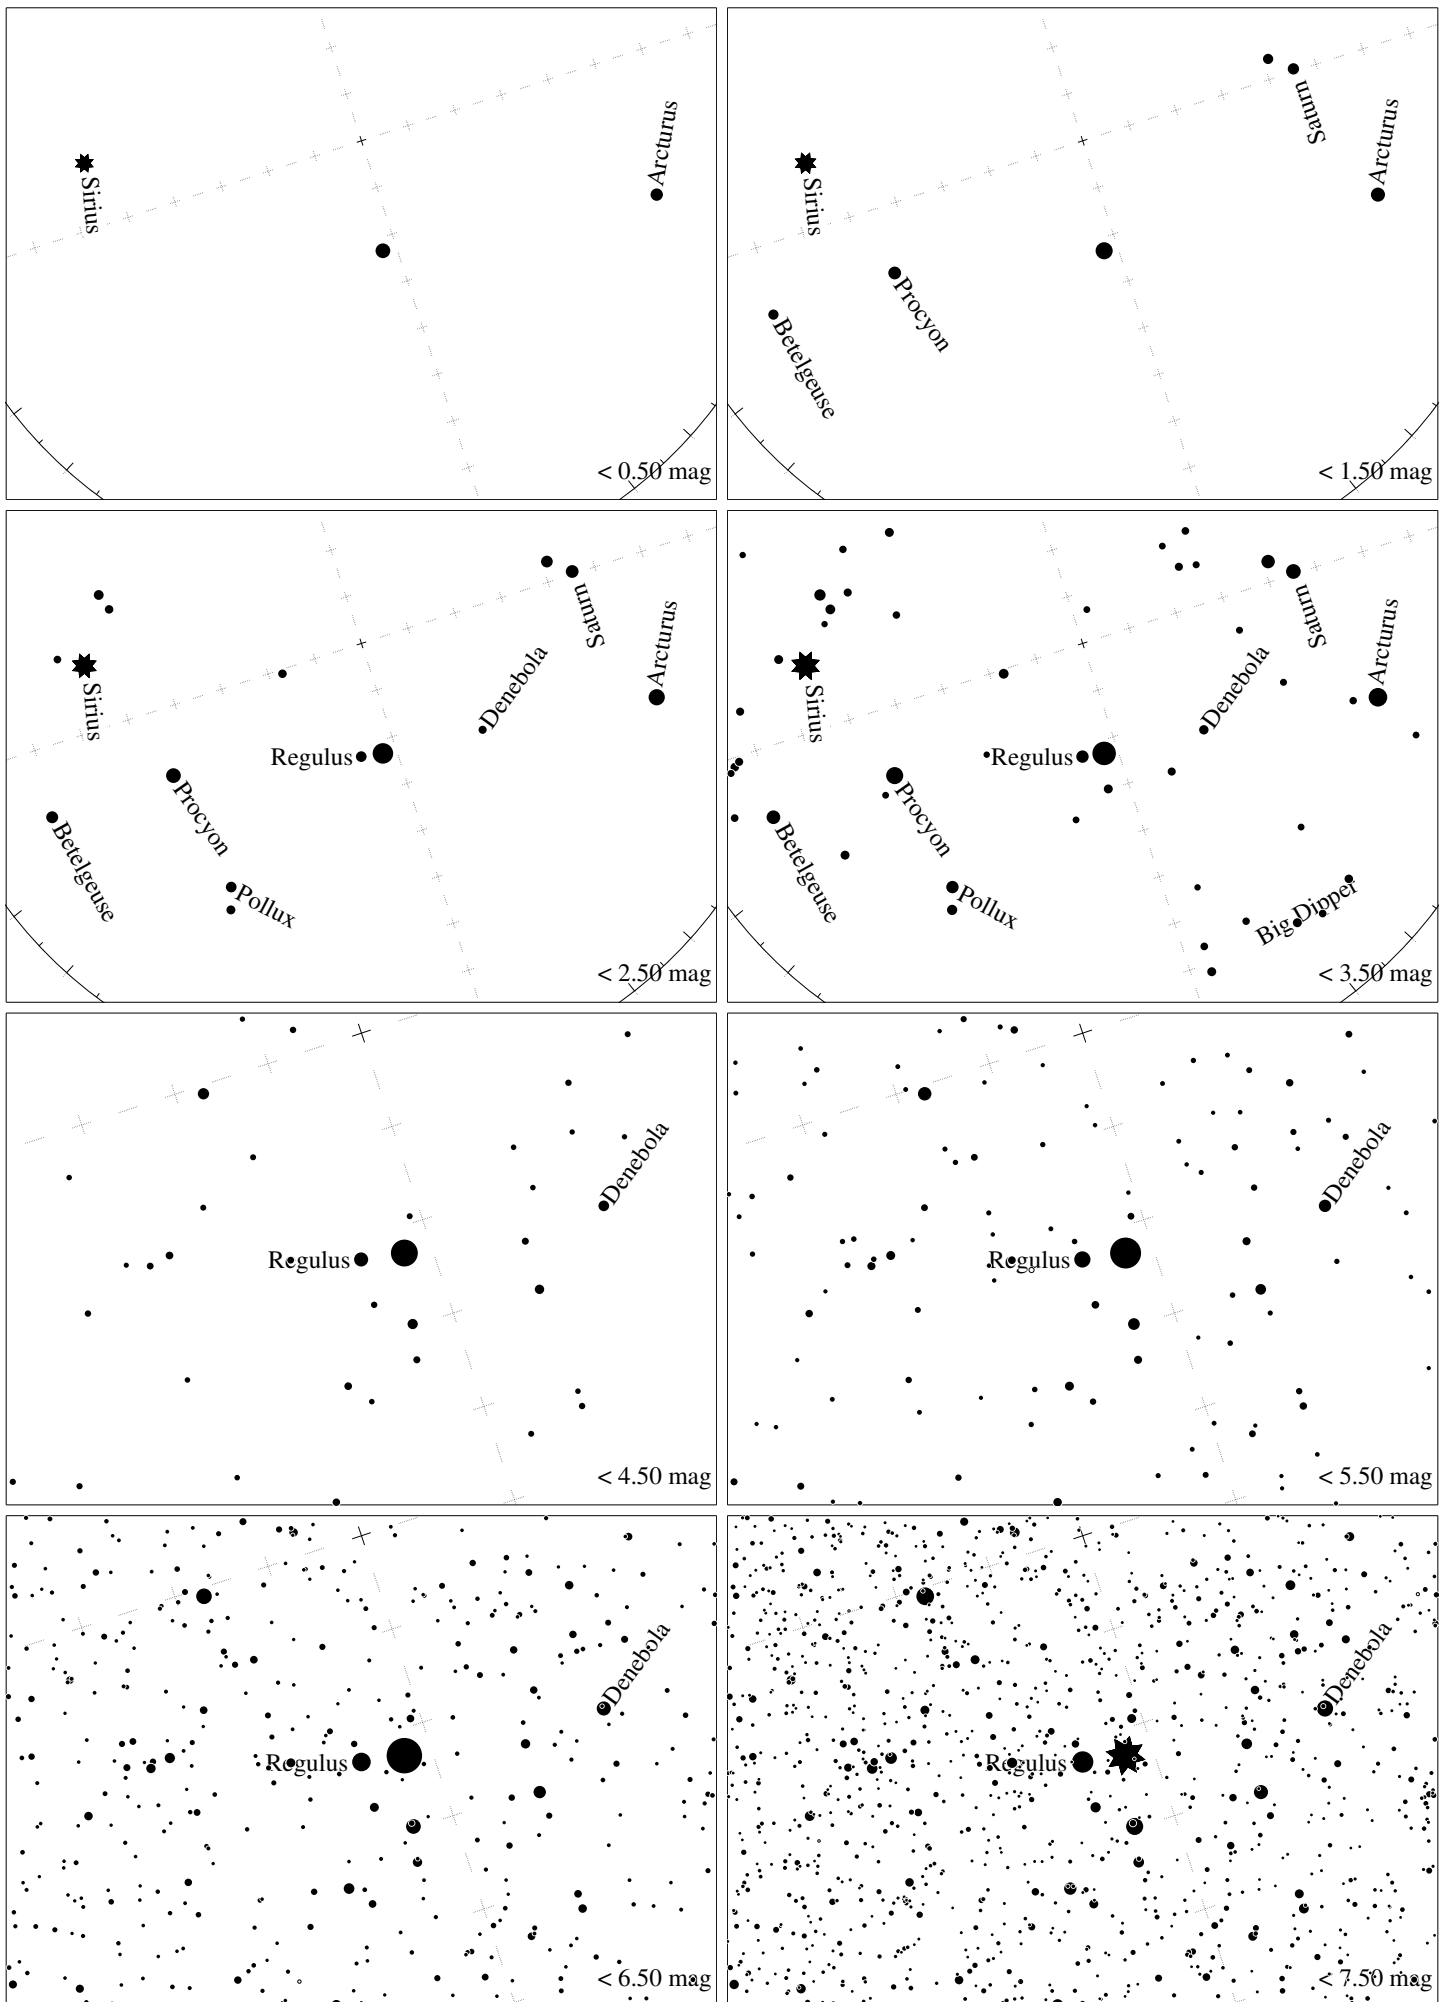 Sirius
Arcturus
< 0.50 mag
Saturn
Arcturus
Sirius
Procyon
Betelgeuse
< 1.50 mag
Saturn
Arcturus
Denebola
Sirius
Regulus
Procyon
Betelgeuse
Pollux
< 2.50 mag
Saturn
Arcturus
Denebola
Sirius
Regulus
Procyon
Betelgeuse
Pollux
Big Dipper
< 3.50 mag
Denebola
Regulus
< 4.50 mag
Denebola
Regulus
< 5.50 mag
Denebola
Regulus
< 6.50 mag
Denebola
Regulus
< 7.50 mag